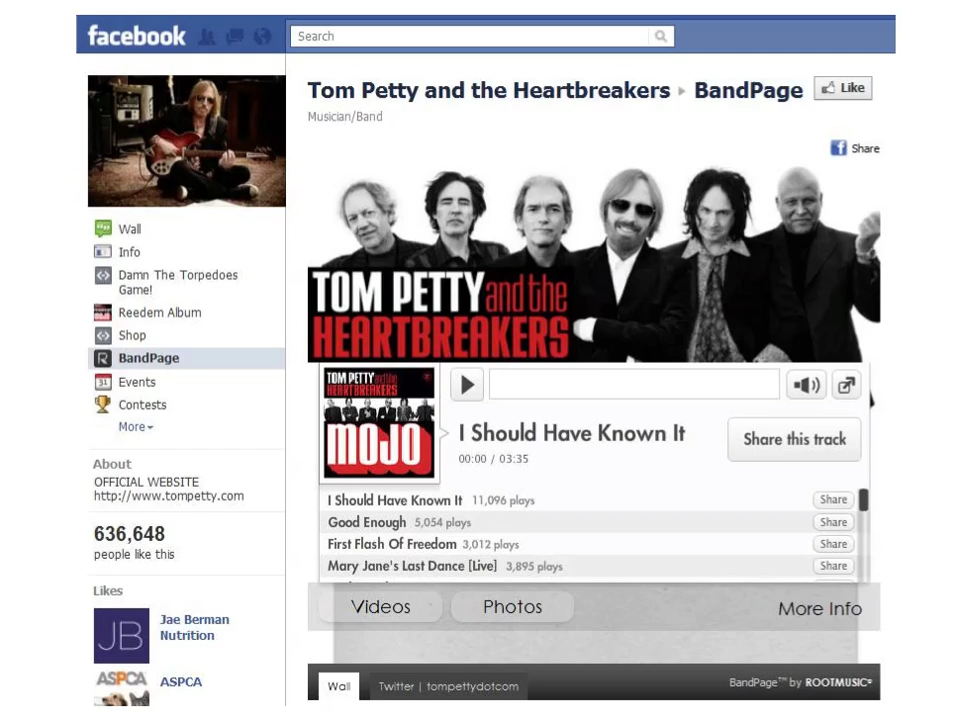 facebook
Search
Tom Petty and the Heartbreakers ▸ BandPage
Like
Musician/Band
Share
Wall
Info
Damn The Torpedoes
Game!
Reedem Album
Shop
BandPage
31 Events
Contests
More
About
OFFICIAL WEBSITE
http://www.tompetty.com
636,648
people like this
Likes
JB
Jae Berman
Nutrition
ASPCA
ASPCA
TOM PETTY and the
HEARTBREAKERS
TOM PETTY and the
HEARTBREAKERS
MOJO
I Should Have Known It
00:00 / 03:35
Share this track
I Should Have Known It 11,096 plays Share
Good Enough 5,054 plays Share
First Flash Of Freedom 3,012 plays Share
Mary Jane's Last Dance [Live] 3,895 plays Share
Videos Photos More Info
Wall Twitter | tompettydotcom BandPage™ by ROOTMUSIC®